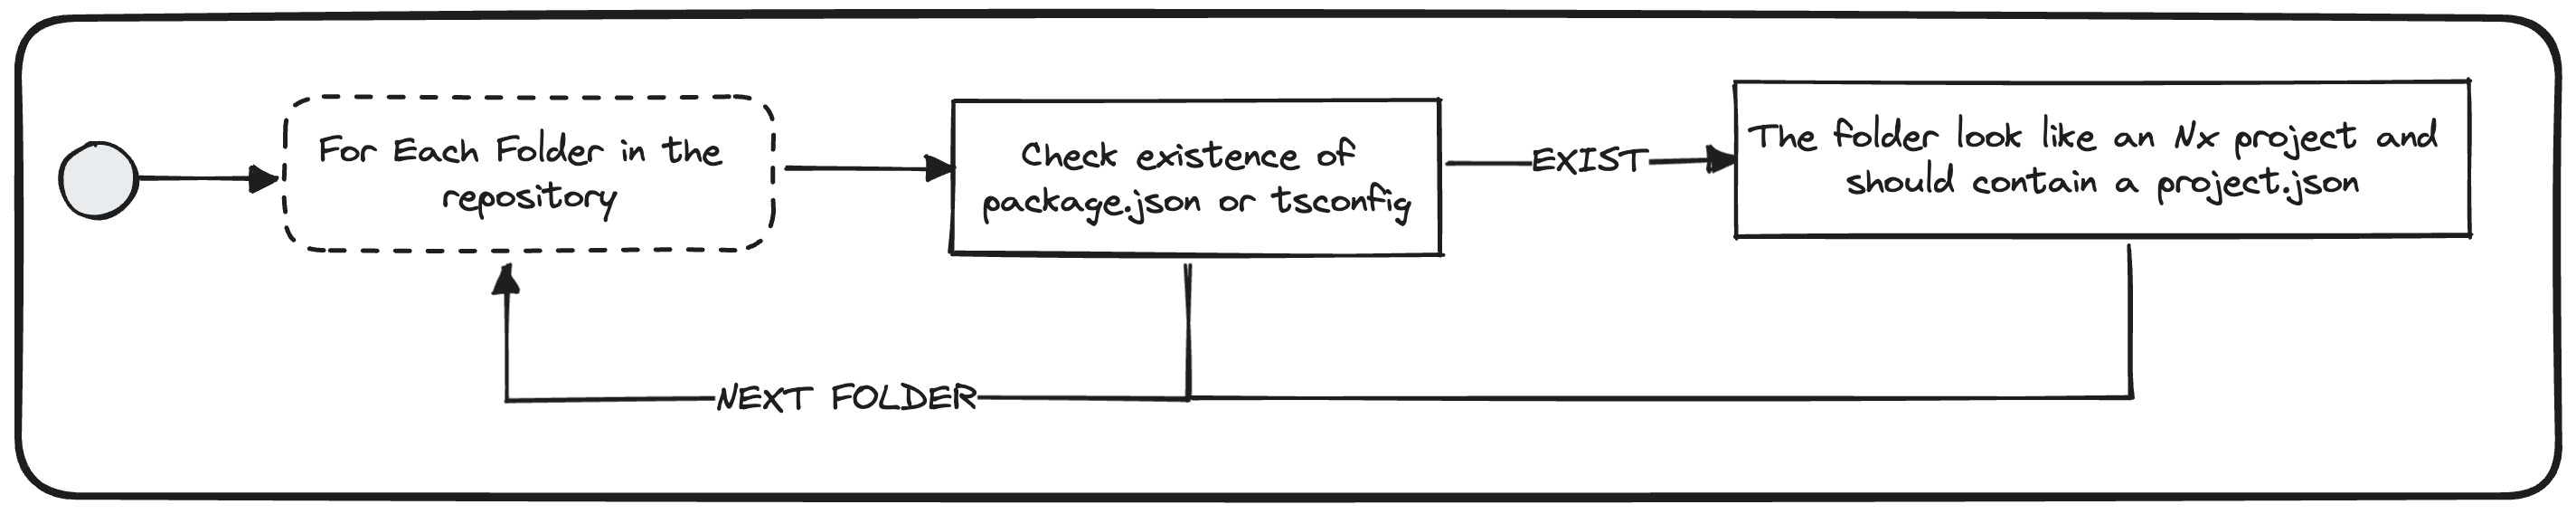 For Each Folder in the
repository
Check existence of
package.json or tsconfig
EXIST
The folder look like an Nx project and
should contain a project.json
NEXT FOLDER